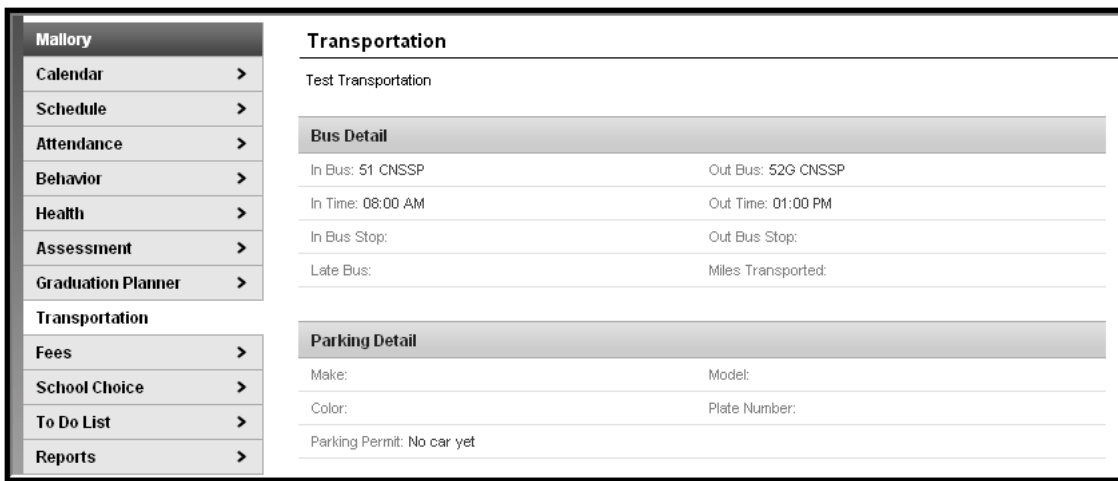 Mallory
Calendar
Schedule
Attendance
Behavior
Health
Assessment
Graduation Planner
Transportation
Fees
School Choice
To Do List
Reports
Transportation
Test Transportation
Bus Detail
In Bus: 51 CNSSP Out Bus: 52G CNSSP
In Time: 08:00 AM Out Time: 01:00 PM
In Bus Stop: Out Bus Stop:
Late Bus: Miles Transported:
Parking Detail
Make: Model:
Color: Plate Number:
Parking Permit: No car yet